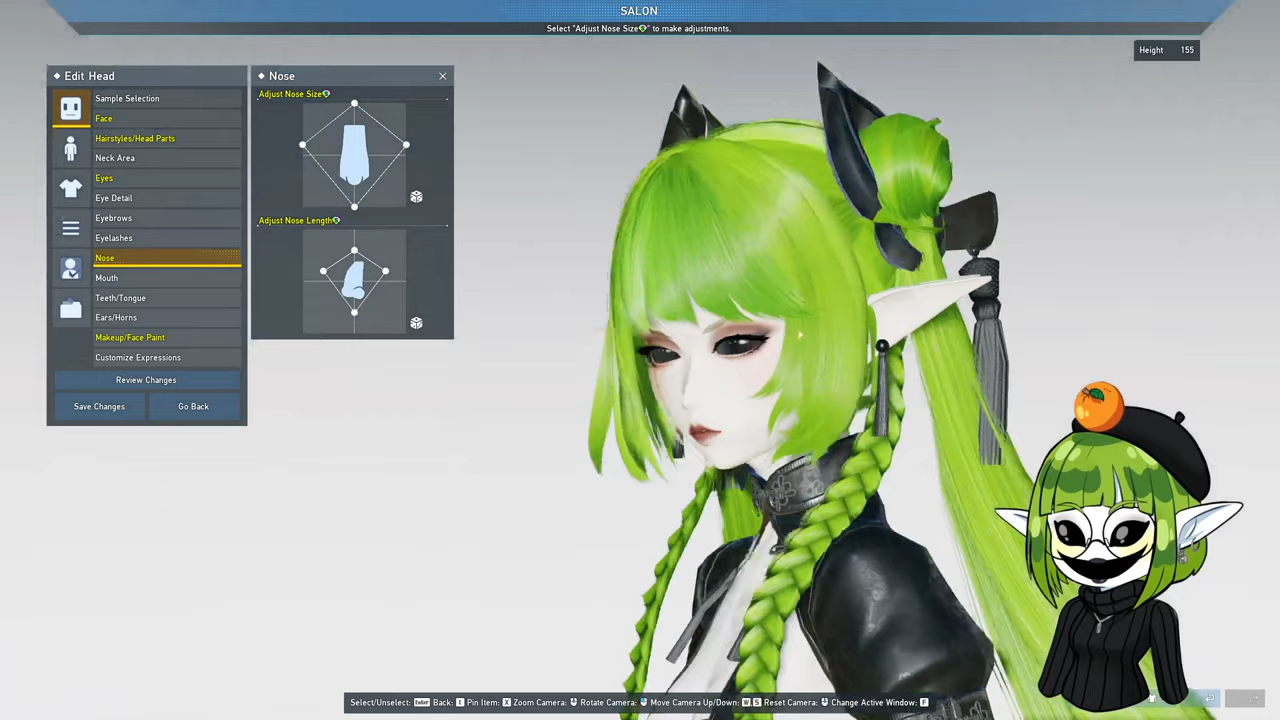 SALON
Select "Adjust Nose Size" to make adjustments.
Height 155
Edit Head
Sample Selection
Face
Hairstyles/Head Parts
Neck Area
Eyes
Eye Detail
Eyebrows
Eyelashes
Nose
Mouth
Teeth/Tongue
Ears/Horns
Makeup/Face Paint
Customize Expressions
Review Changes
Save Changes
Go Back
Nose
Adjust Nose Size
Adjust Nose Length
Select/Unselect: Enter Back: E Pin Item: X Zoom Camera: Rotate Camera: Move Camera Up/Down: W S Reset Camera: Change Active Window: F